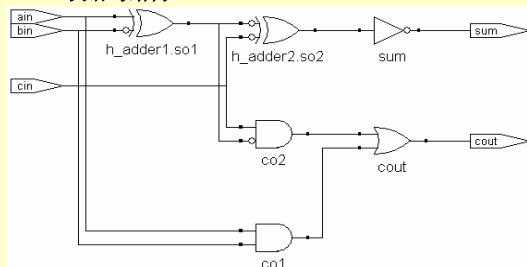 ain
bin
sum
h_adder1.so1
h_adder2.so2
sum
cin
co2
cout
cout
co1